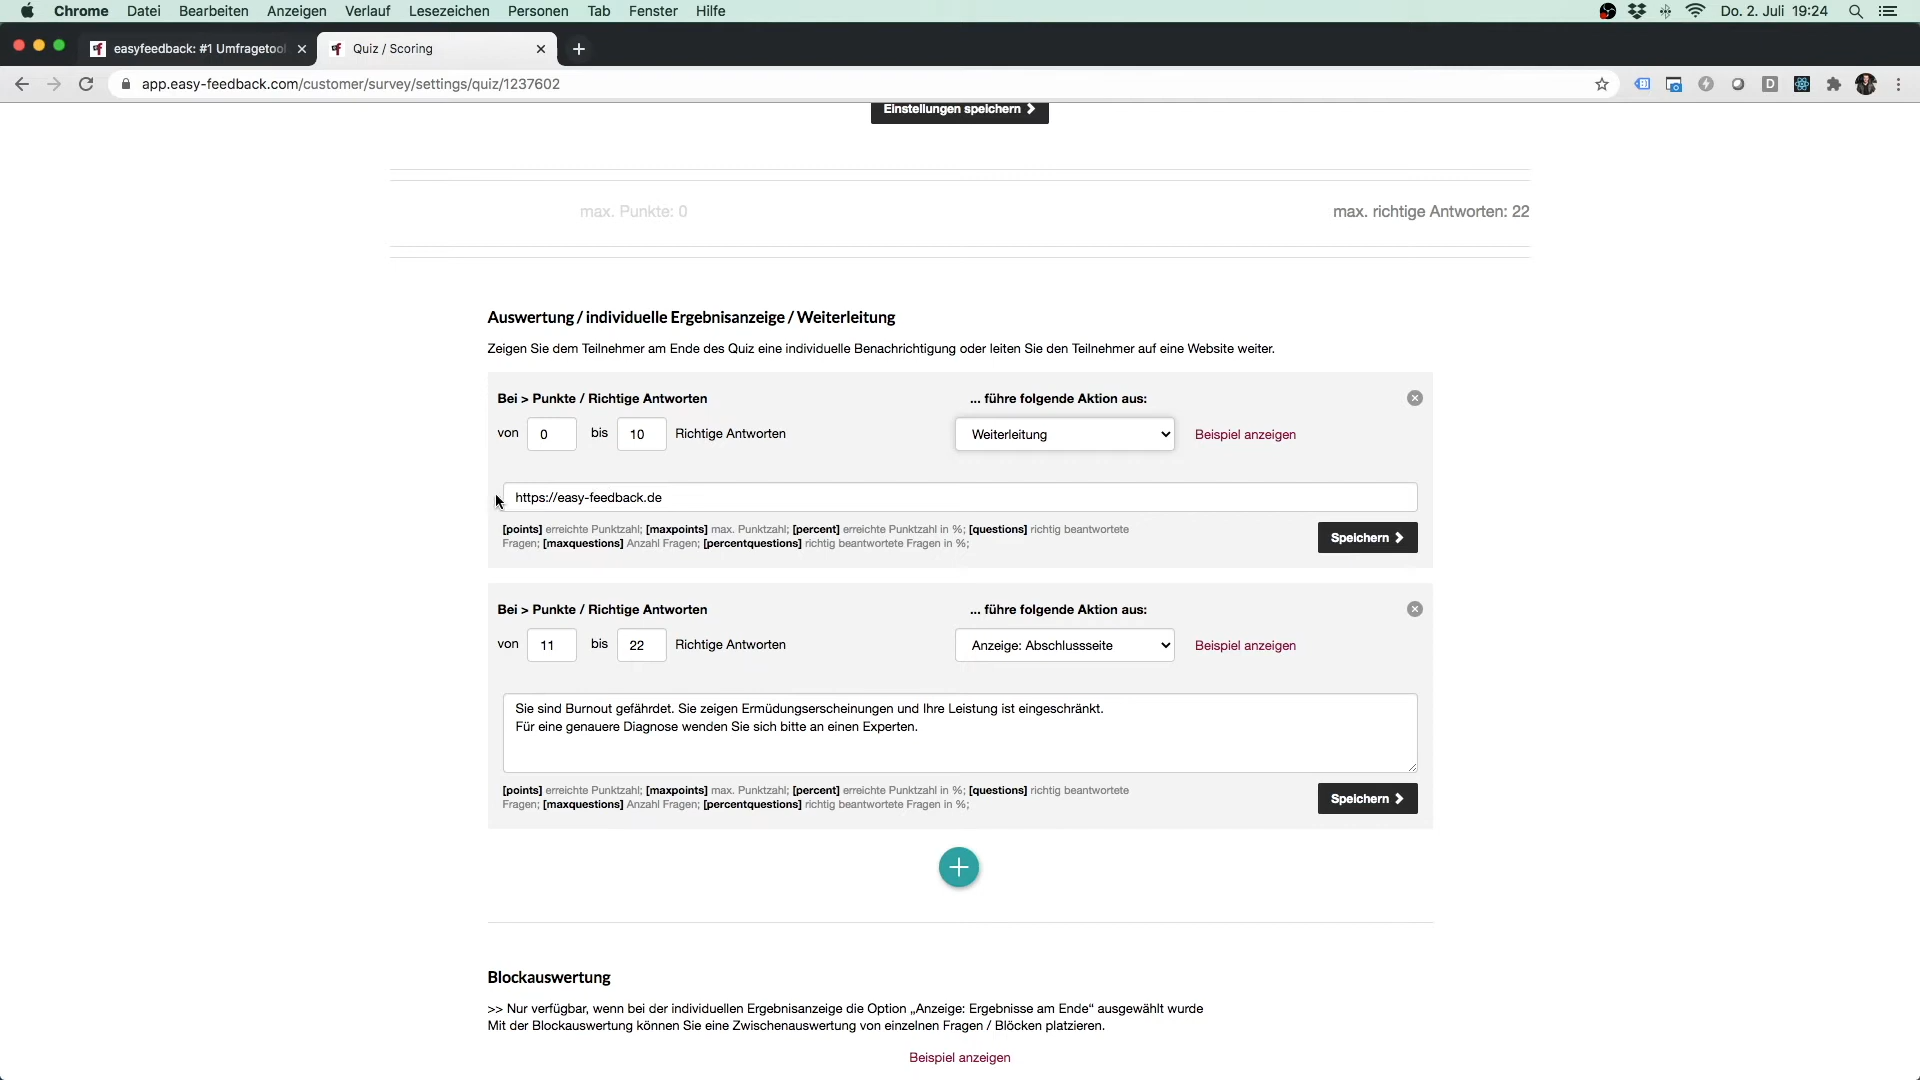 Chrome Datei Bearbeiten Anzeigen Verlauf Lesezeichen Personen Tab Fenster Hilfe Do. 2. Juli 19:24
easyfeedback: #1 Umfragetool Quiz / Scoring
app.easy-feedback.com/customer/survey/settings/quiz/1237602
Einstellungen speichern
max. Punkte: 0 max. richtige Antworten: 22
Auswertung / individuelle Ergebnisanzeige / Weiterleitung
Zeigen Sie dem Teilnehmer am Ende des Quiz eine individuelle Benachrichtigung oder leiten Sie den Teilnehmer auf eine Website weiter.
Bei > Punkte / Richtige Antworten ... führe folgende Aktion aus:
von 0 bis 10 Richtige Antworten Weiterleitung Beispiel anzeigen
https://easy-feedback.de
[points] erreichte Punktzahl; [maxpoints] max. Punktzahl; [percent] erreichte Punktzahl in %; [questions] richtig beantwortete
Fragen; [maxquestions] Anzahl Fragen; [percentquestions] richtig beantwortete Fragen in %;
Speichern
Bei > Punkte / Richtige Antworten ... führe folgende Aktion aus:
von 11 bis 22 Richtige Antworten Anzeige: Abschlussseite Beispiel anzeigen
Sie sind Burnout gefährdet. Sie zeigen Ermüdungserscheinungen und Ihre Leistung ist eingeschränkt.
Für eine genauere Diagnose wenden Sie sich bitte an einen Experten.
[points] erreichte Punktzahl; [maxpoints] max. Punktzahl; [percent] erreichte Punktzahl in %; [questions] richtig beantwortete
Fragen; [maxquestions] Anzahl Fragen; [percentquestions] richtig beantwortete Fragen in %;
Speichern
Blockauswertung
>> Nur verfügbar, wenn bei der individuellen Ergebnisanzeige die Option „Anzeige: Ergebnisse am Ende“ ausgewählt wurde
Mit der Blockauswertung können Sie eine Zwischenauswertung von einzelnen Fragen / Blöcken platzieren.
Beispiel anzeigen